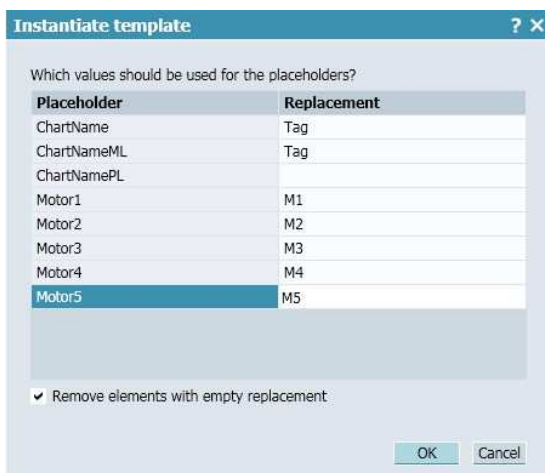 Instantiate template ? X
Which values should be used for the placeholders?
Placeholder Replacement
ChartName Tag
ChartNameML Tag
ChartNamePL
Motor1 M1
Motor2 M2
Motor3 M3
Motor4 M4
Motor5 M5
Remove elements with empty replacement
OK Cancel